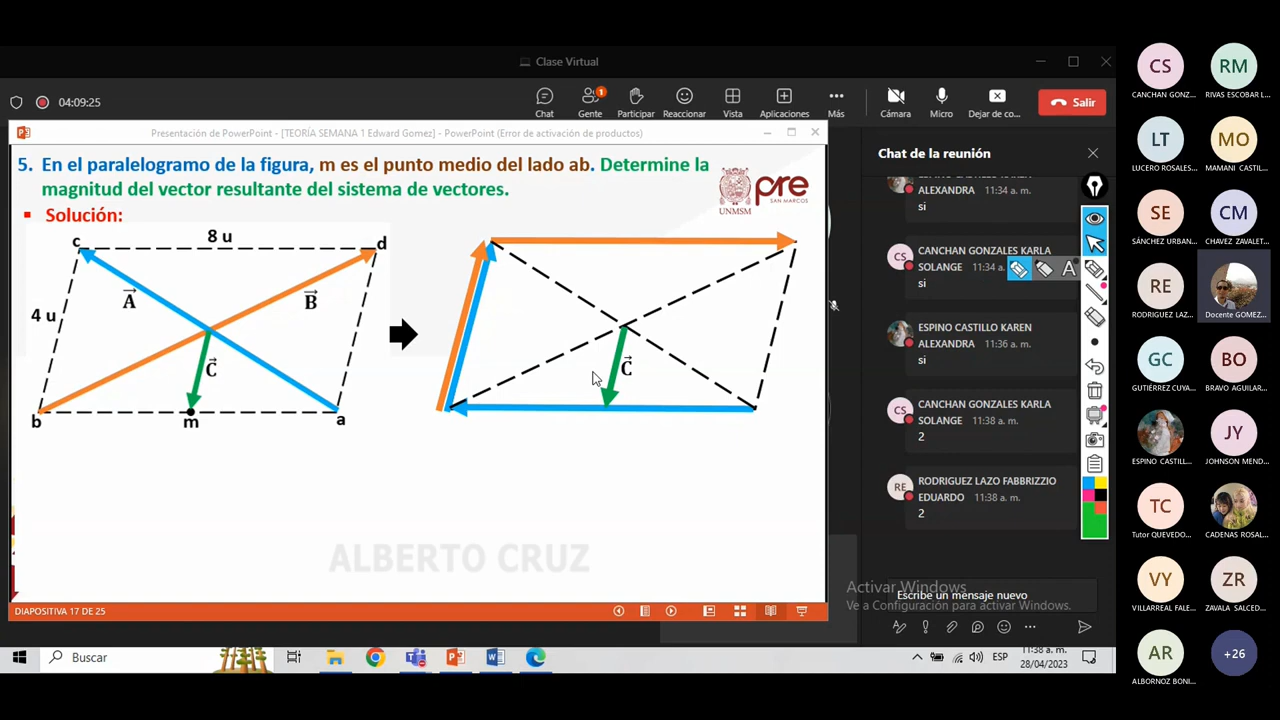 Clase Virtual
04:09:25
Chat
1
Gente
Participar
Reaccionar
Vista
Aplicaciones
Más
Cámara
Micro
Dejar de co...
Salir
Presentación de PowerPoint - [TEORÍA SEMANA 1 Edward Gomez] - PowerPoint (Error de activación de productos)
5. En el paralelogramo de la figura, m es el punto medio del lado ab. Determine la
magnitud del vector resultante del sistema de vectores.
UNMSM
pre
SAN MARCOS
Solución:
c
8 u
d
A
B
4 u
C
b
m
a
C
ALBERTO CRUZ
DIAPOSITIVA 17 DE 25
Chat de la reunión
ALEXANDRA 11:34 a. m.
si
CS
CANCHAN GONZALES KARLA
SOLANGE 11:34 a.
si
A
ESPINO CASTILLO KAREN
ALEXANDRA 11:36 a. m.
si
CS
CANCHAN GONZALES KARLA
SOLANGE 11:38 a. m.
2
RE
RODRIGUEZ LAZO FABBRIZZIO
EDUARDO 11:38 a. m.
2
Activar Windows
Ve a Configuración para activar Windows.
Escribe un mensaje nuevo
CS
CANCHAN GONZ...
RM
RIVAS ESCOBAR L...
LT
LUCERO ROSALES...
MO
MAMANI CASTIL...
SE
SÁNCHEZ URBAN...
CM
CHAVEZ ZAVALET...
RE
RODRIGUEZ LAZ...
Docente GOMEZ...
GC
GUTIÉRREZ CUYA...
BO
BRAVO AGUILAR...
ESPINO CASTILL...
JY
JOHNSON MEND...
TC
Tutor QUEVEDO...
CADENAS ROSAL...
VY
VILLARREAL FALE...
ZR
ZAVALA SALCED...
AR
ALBORNOZ BONI...
+26
Buscar
ESP
11:38 a. m.
28/04/2023